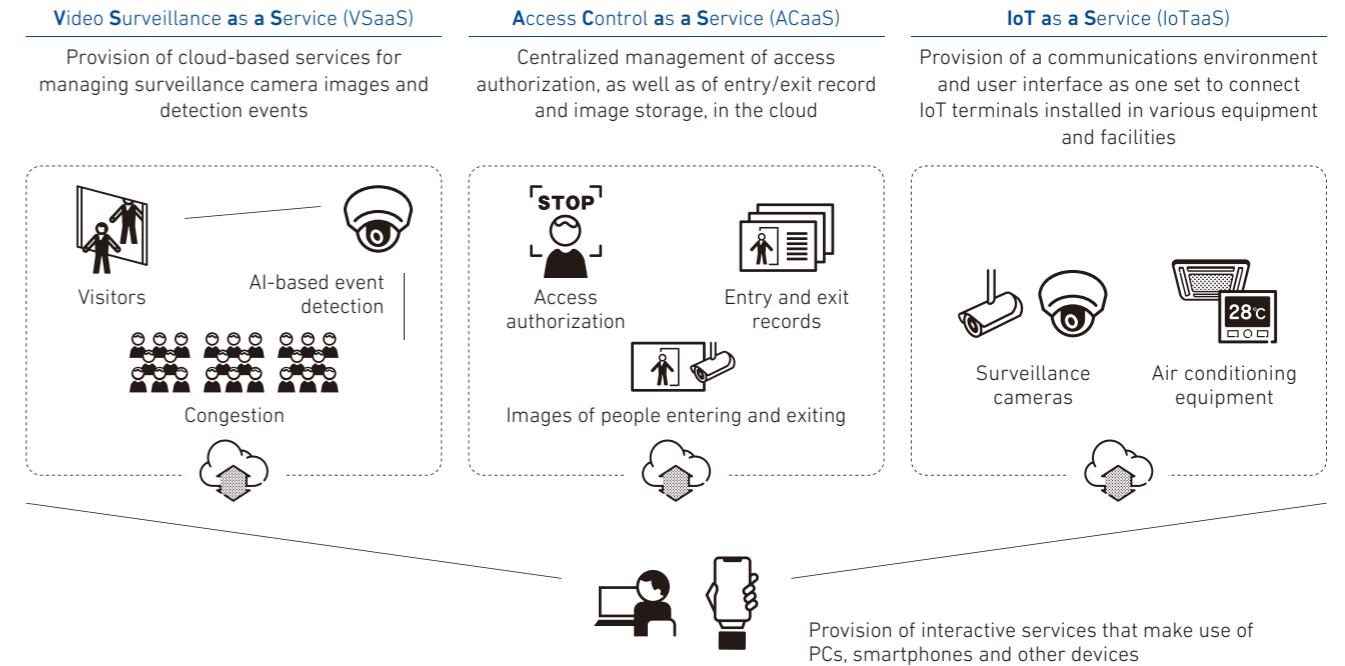 Video Surveillance as a Service (VSaaS)
Provision of cloud-based services for
managing surveillance camera images and
detection events
Visitors
AI-based event
detection
Congestion
Access Control as a Service (ACaaS)
Centralized management of access
authorization, as well as of entry/exit record
and image storage, in the cloud
STOP
Access
authorization
Entry and exit
records
Images of people entering and exiting
IoT as a Service (IoTaaS)
Provision of a communications environment
and user interface as one set to connect
IoT terminals installed in various equipment
and facilities
28℃
Surveillance
cameras
Air conditioning
equipment
Provision of interactive services that make use of
PCs, smartphones and other devices